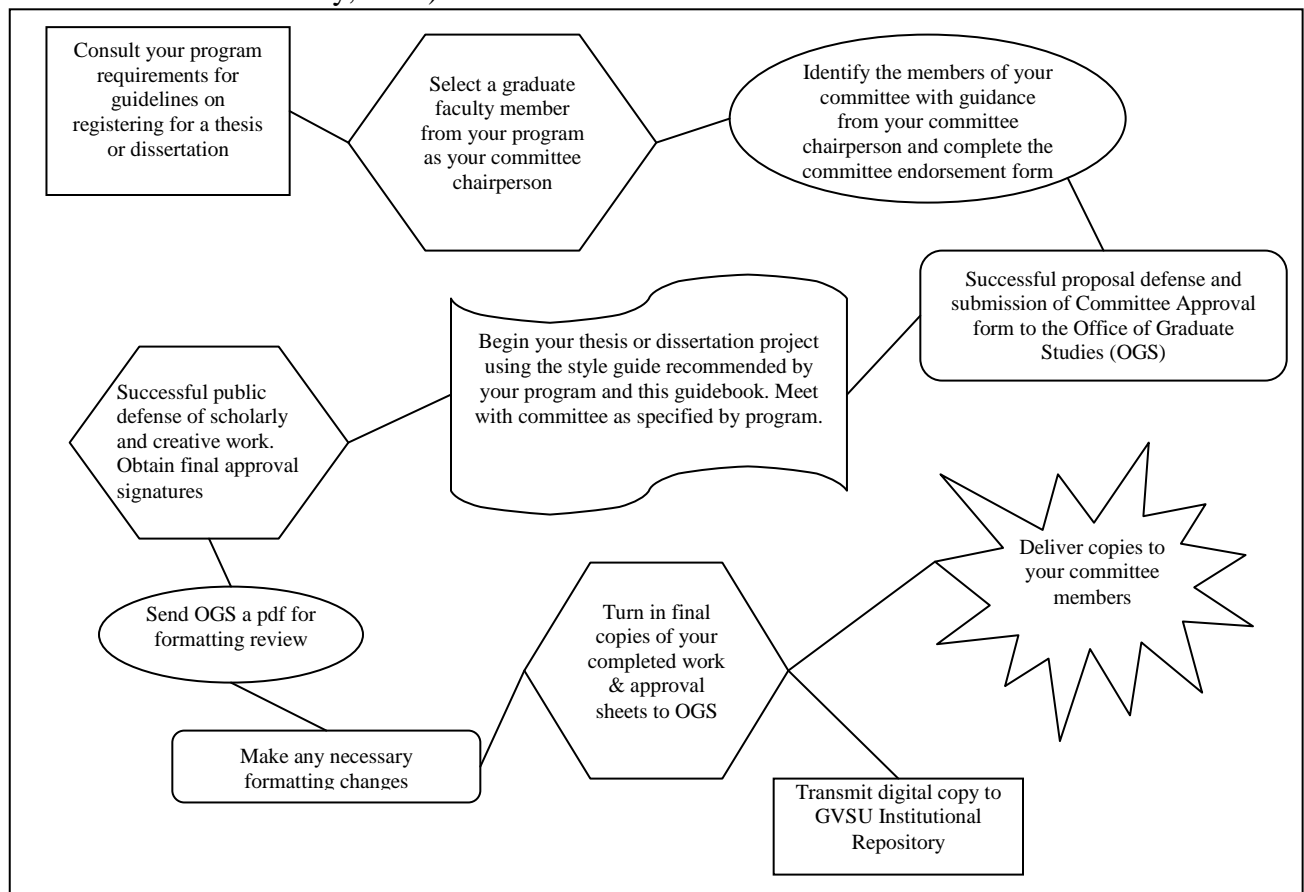 Consult your program
requirements for
guidelines on
registering for a thesis
or dissertation
Select a graduate
faculty member
from your program
as your committee
chairperson
Identify the members of your
committee with guidance
from your committee
chairperson and complete the
committee endorsement form
Successful proposal defense and
submission of Committee Approval
form to the Office of Graduate
Studies (OGS)
Begin your thesis or dissertation project
using the style guide recommended by
your program and this guidebook. Meet
with committee as specified by program.
Successful public
defense of scholarly
and creative work.
Obtain final approval
signatures
Send OGS a pdf for
formatting review
Make any necessary
formatting changes
Turn in final
copies of your
completed work
& approval
sheets to OGS
Deliver copies to
your committee
members
Transmit digital copy to
GVSU Institutional
Repository